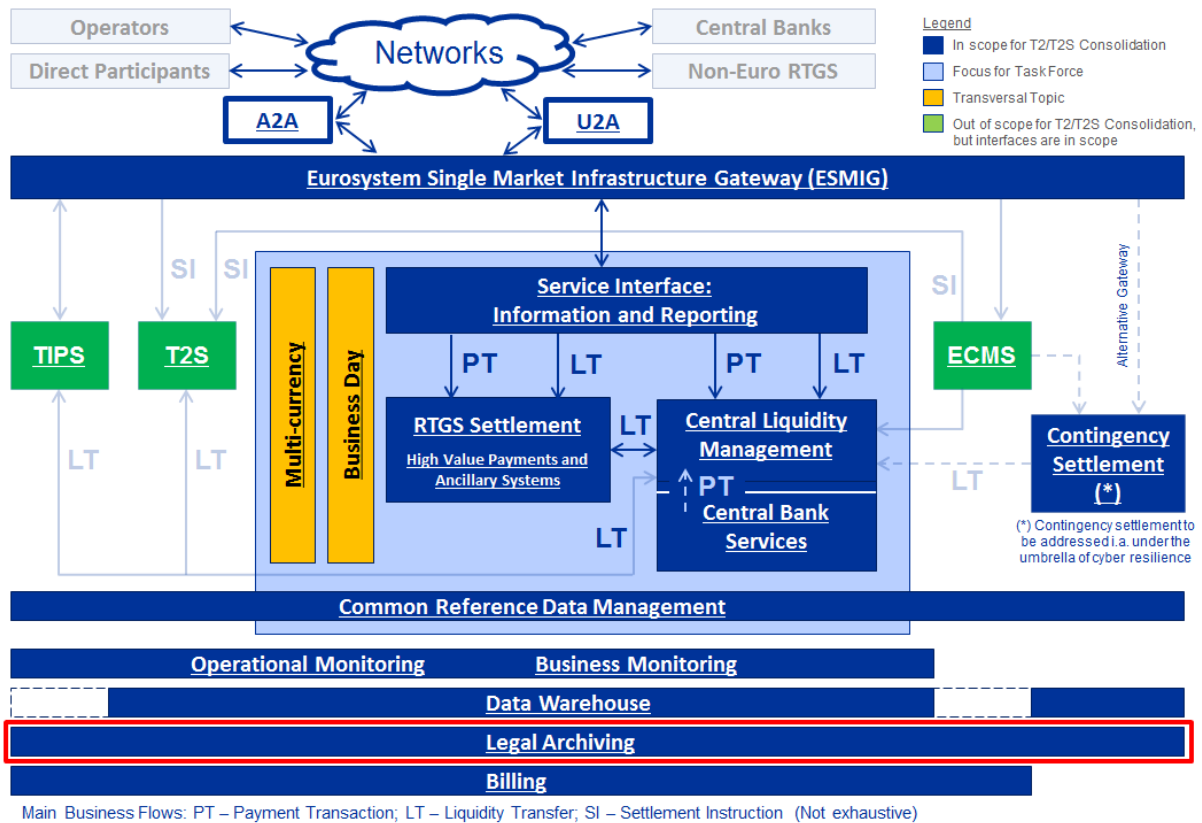 Operators
Direct Participants
Networks
Central Banks
Non-Euro RTGS
Legend
In scope for T2/T2S Consolidation
Focus for Task Force
Transversal Topic
Out of scope for T2/T2S Consolidation,
but interfaces are in scope
A2A
U2A
Eurosystem Single Market Infrastructure Gateway (ESMIG)
SI
SI
SI
Alternative Gateway
Service Interface:
Information and Reporting
TIPS
T2S
Multi-currency
Business Day
PT
LT
PT
LT
ECMS
RTGS Settlement
High Value Payments and
Ancillary Systems
LT
Central Liquidity
Management
PT
Central Bank
Services
Contingency
Settlement
(*)
LT
LT
LT
LT
(*) Contingency settlement to
be addressed i.a. under the
umbrella of cyber resilience
Common Reference Data Management
Operational Monitoring
Business Monitoring
Data Warehouse
Legal Archiving
Billing
Main Business Flows: PT – Payment Transaction; LT – Liquidity Transfer; SI – Settlement Instruction (Not exhaustive)